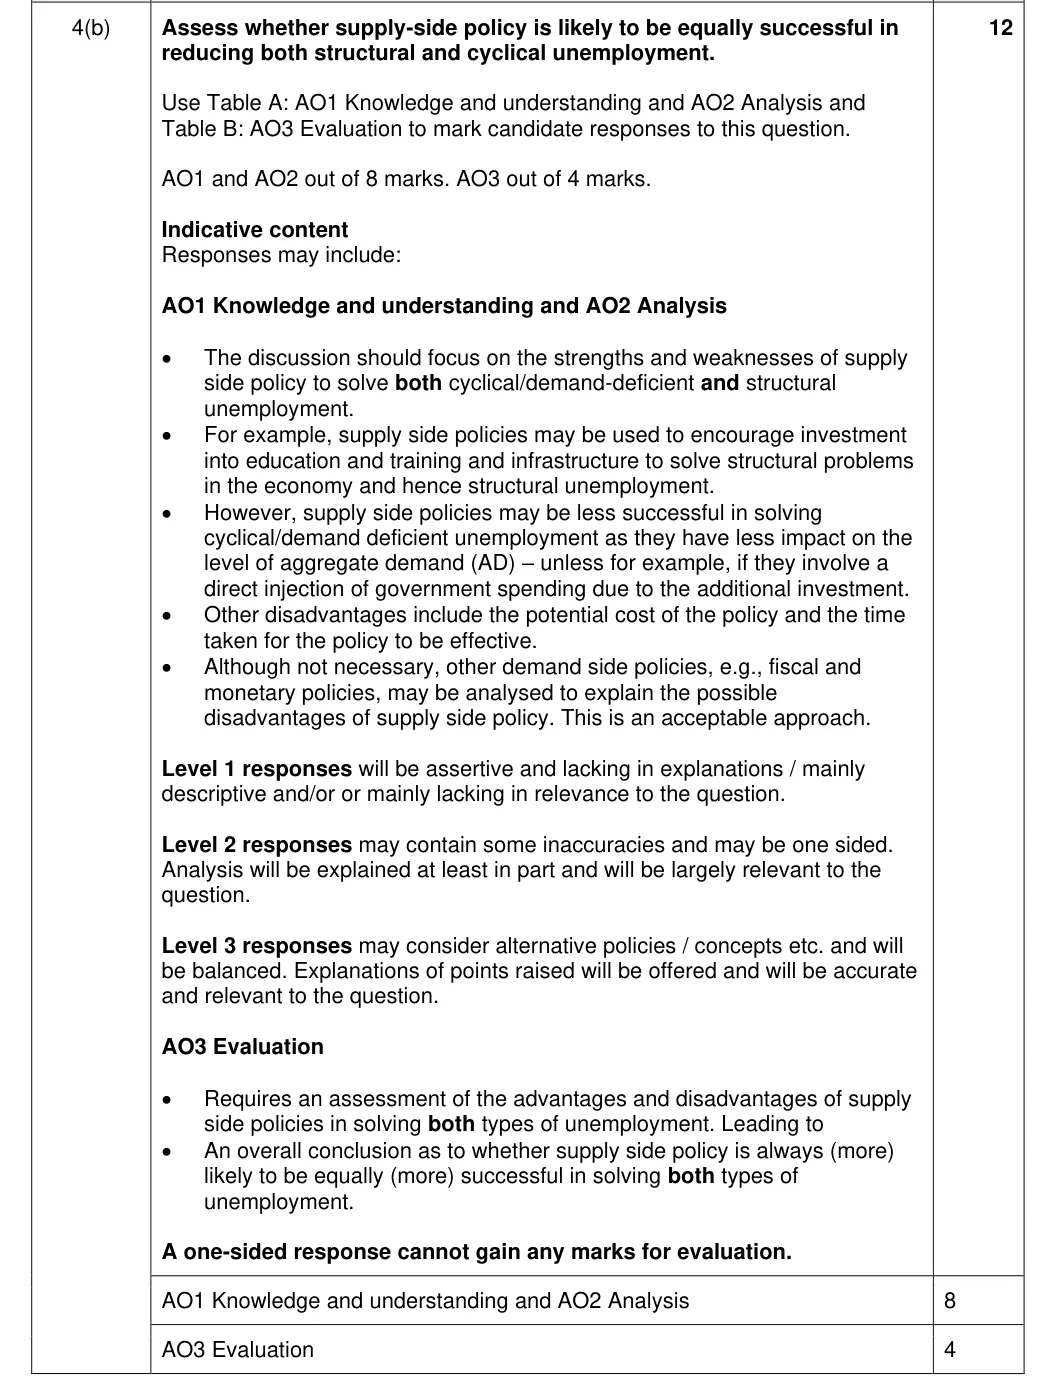 4(b)
Assess whether supply-side policy is likely to be equally successful in
reducing both structural and cyclical unemployment.
12
Use Table A: AO1 Knowledge and understanding and AO2 Analysis and
Table B: AO3 Evaluation to mark candidate responses to this question.
AO1 and AO2 out of 8 marks. AO3 out of 4 marks.
Indicative content
Responses may include:
AO1 Knowledge and understanding and AO2 Analysis
• The discussion should focus on the strengths and weaknesses of supply
side policy to solve both cyclical/demand-deficient and structural
unemployment.
• For example, supply side policies may be used to encourage investment
into education and training and infrastructure to solve structural problems
in the economy and hence structural unemployment.
• However, supply side policies may be less successful in solving
cyclical/demand deficient unemployment as they have less impact on the
level of aggregate demand (AD) – unless for example, if they involve a
direct injection of government spending due to the additional investment.
• Other disadvantages include the potential cost of the policy and the time
taken for the policy to be effective.
• Although not necessary, other demand side policies, e.g., fiscal and
monetary policies, may be analysed to explain the possible
disadvantages of supply side policy. This is an acceptable approach.
Level 1 responses will be assertive and lacking in explanations / mainly
descriptive and/or or mainly lacking in relevance to the question.
Level 2 responses may contain some inaccuracies and may be one sided.
Analysis will be explained at least in part and will be largely relevant to the
question.
Level 3 responses may consider alternative policies / concepts etc. and will
be balanced. Explanations of points raised will be offered and will be accurate
and relevant to the question.
AO3 Evaluation
• Requires an assessment of the advantages and disadvantages of supply
side policies in solving both types of unemployment. Leading to
• An overall conclusion as to whether supply side policy is always (more)
likely to be equally (more) successful in solving both types of
unemployment.
A one-sided response cannot gain any marks for evaluation.
AO1 Knowledge and understanding and AO2 Analysis
8
AO3 Evaluation
4